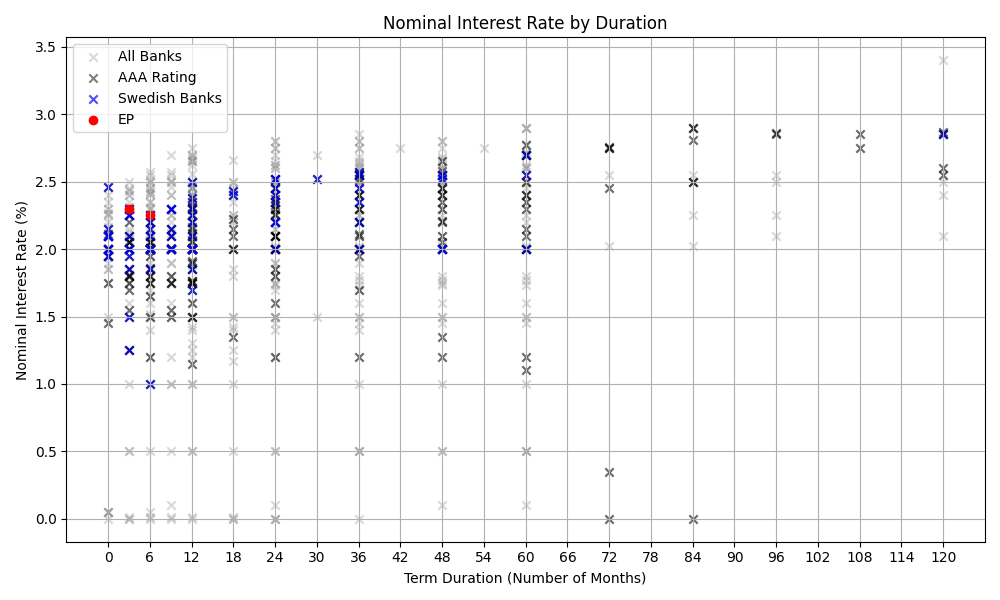 Nominal Interest Rate by Duration
All Banks
AAA Rating
Swedish Banks
EP
Nominal Interest Rate (%)
3.5
3.0
2.5
2.0
1.5
1.0
0.5
0.0
0 6 12 18 24 30 36 42 48 54 60 66 72 78 84 90 96 102 108 114 120
Term Duration (Number of Months)